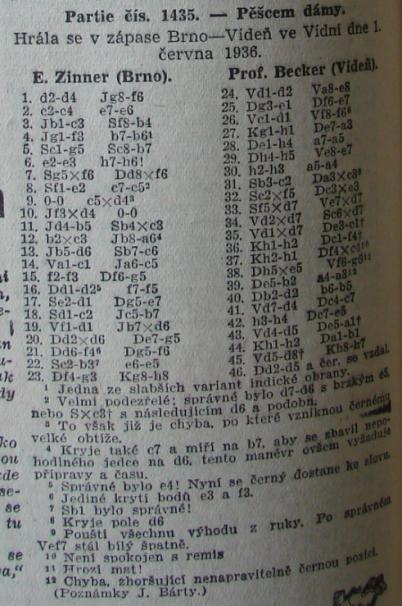 Partie čís. 1435. — Pěšcem dámy.
Hrála se v zápase Brno—Videň ve Vídni dne 1.
června 1936.
E. Zinner (Brno). Prof. Becker (Videň).
1. d2-d4 Jg8-f6
2. c2-c4 e7-e6
3. Jb1-c3 Sf8-b4
4. Jg1-f3 b7-b6¹
5. Sc1-g5 Sc8-b7
6. e2-e3 h7-h6!
7. Sg5×f6 Dd8×f6
8. Sf1-e2 c7-c5²
9. 0-0 c5×d4³
10. Jf3×d4 0-0
11. Jd4-b5 Sb4×c3
12. b2×c3 Jb8-a6⁴
13. Jb5-d6 Sb7-c6
14. Va1-c1 Ja6-c5
15. f2-f3 Df6-g5
16. Dd1-d2⁵ f7-f5
17. Se2-d1 Dg5-e7
18. Sd1-c2 Jc5-b7
19. Vf1-d1 Jb7×d6
20. Dd2×d6 De7-g5
21. Dd6-f4⁶ Dg5-f6
22. Sc2-b3⁷ e6-e5
23. Df4-g3 Kg8-h8
24. Vd1-d2 Va8-e8
25. Dg3-e1 Df6-e7
26. Vc1-d1 Vf8-f6⁸
27. Kg1-h1 De7-a3
28. De1-h4 a7-a5
29. Dh4-h5 Ve8-e7
30. h2-h3 a5-a4
31. Sb3-c2 Da3×c3⁹
32. Sc2×f5 Dc3×e3
33. Sf5×d7 Ve7×d7
34. Vd2×d7 Sc6×d7
35. Vd1×d7 De3-c1†
36. Kh1-h2 Dc1-f4†
37. Kh2-h1 Df4×c4¹⁰
38. Dh5×e5 Vf6-g6¹¹
39. De5-b2 a4-a3¹²
40. Db2-d2 b6-b5
41. Vd7-d4 Dc4-c7
42. h3-h4 Dc7-e5
43. Vd4-d5 De5-a1†
44. Kh1-h2 Da1-b1
45. Vd5-d8† Kh8-h7
46. Dd2-d5 a čer. se vzdal.
¹ Jedna ze slabších variant indické obrany.
² Velmi podezřelé; správné bylo d7-d6 s brzkým e5
nebo S×c3† s následujícím d6 a podobn.
³ To však již je chyba, po které vzniknou černému
velké obtíže.
⁴ Kryje také c7 a míří na b7, aby se zbavil nepo-
hodlného jezdce na d6, tento manévr ovšem vyžaduje
přípravy a času.
⁵ Správné bylo e4! Nyní se černý dostane ke slovu.
⁶ Jediné krytí bodů e3 a f3.
⁷ Sb1 bylo správné!
⁸ Kryje pole d6
⁹ Pouští všechnu výhodu z ruky. Po správném
Vef7 stál bílý špatně.
¹⁰ Není spokojen s remis
¹¹ Hrozí mat!
¹² Chyba, zhoršující nenapravitelně černou posici.
(Poznámky J. Bárty.)